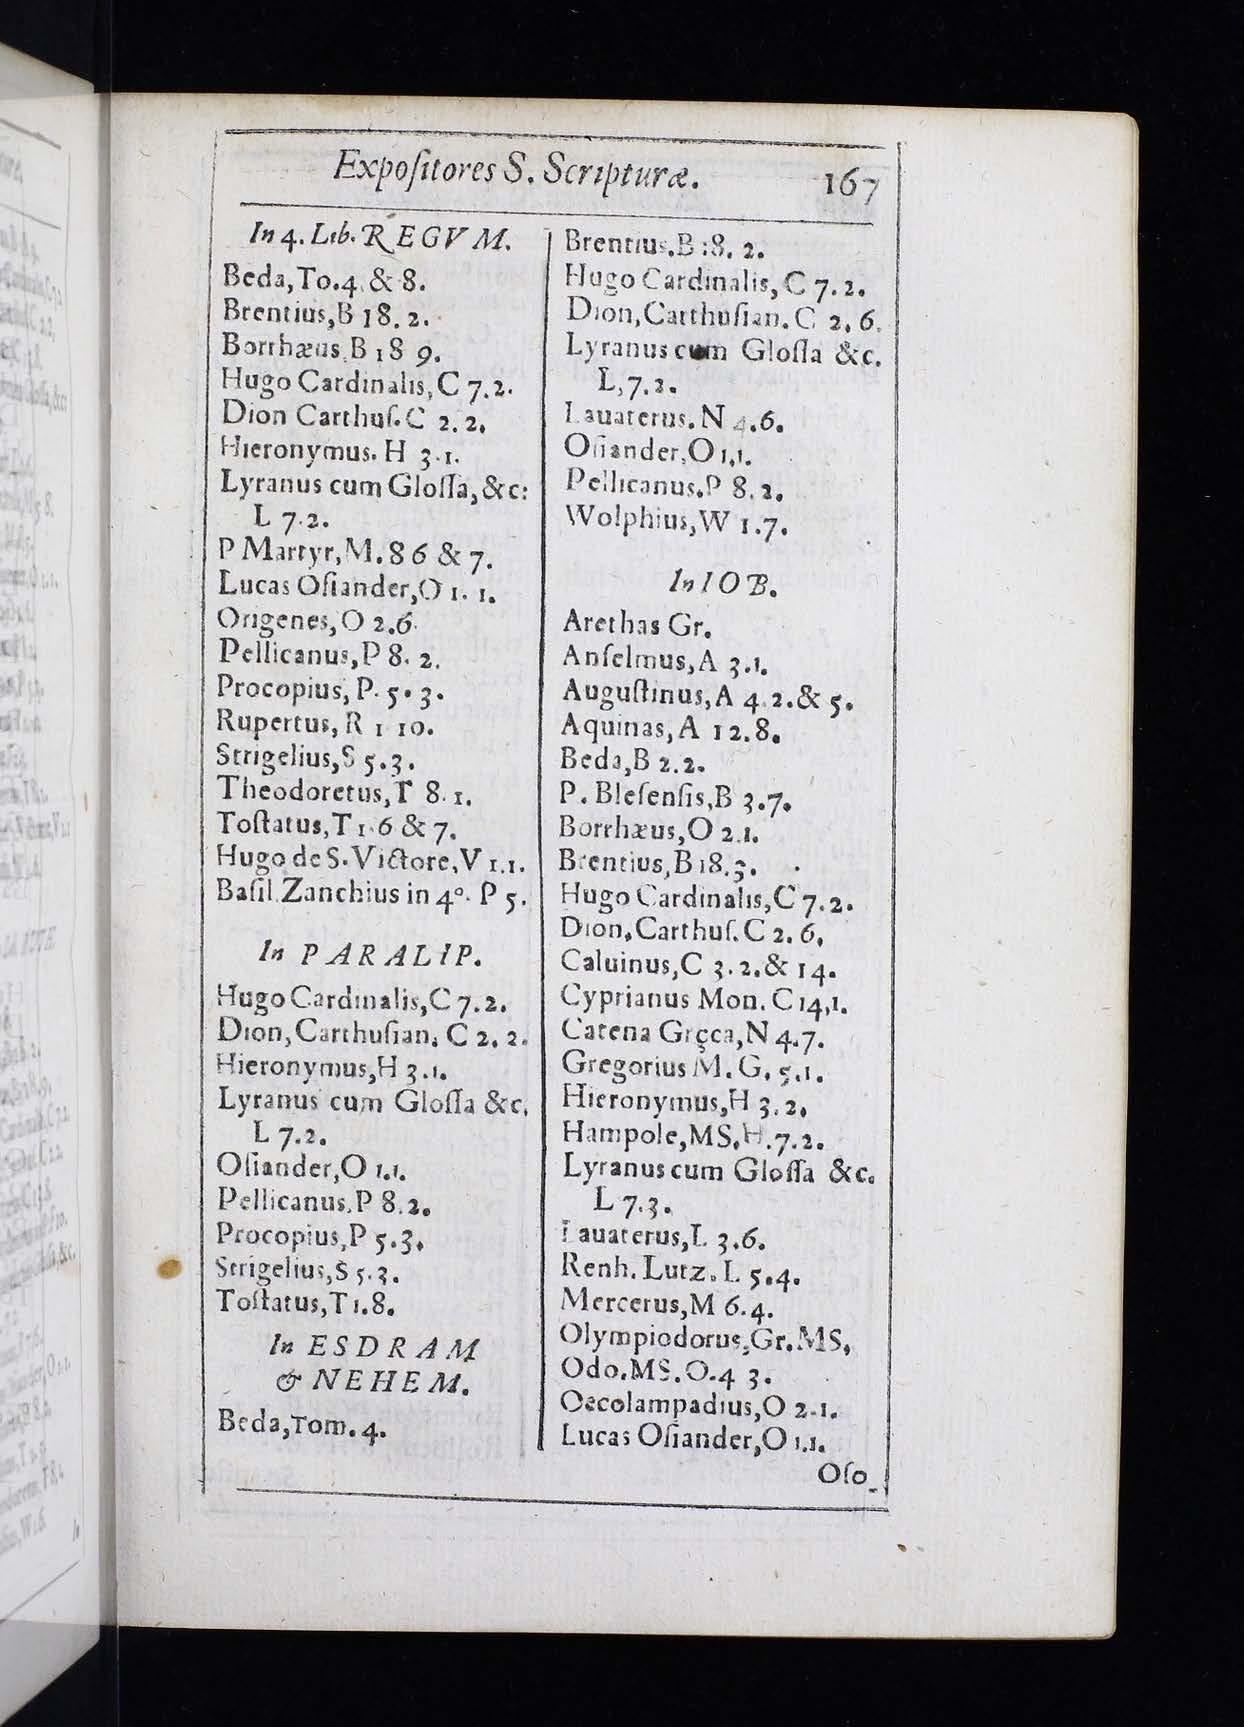 Expoſitores S. Scripturæ. 167
In 4. Lib. REGVM.
Beda, To.4. & 8.
Brentius, B 18. 2.
Borrhæus. B 18 9.
Hugo Cardinalis, C 7.2.
Dion Carthuſ. C 2. 2.
Hieronymus. H 3.1.
Lyranus cum Gloſſa, &c:
L 7.2.
P Martyr, M. 8 6 & 7.
Lucas Oſiander, O 1. 1.
Origenes, O 2.6.
Pellicanus, P 8. 2.
Procopius, P. 5. 3.
Rupertus, R 1 10.
Strigelius, S 5.3.
Theodoretus, T 8. 1.
Toſtatus, T 1.6 & 7.
Hugo de S. Victore, V 1.1.
Baſil. Zanchius in 4°. P 5.
In PARALIP.
Hugo Cardinalis, C 7.2.
Dion, Carthuſian. C 2. 2.
Hieronymus, H 3.1.
Lyranus cum Gloſſa &c.
L 7.2.
Oſiander, O 1.1.
Pellicanus. P 8.2.
Procopius, P 5.3.
Strigelius, S 5.3.
Toſtatus, T 1.8.
In ESDRAM
& NEHEM.
Beda, Tom. 4.
Brentius. B 18. 2.
Hugo Cardinalis, C 7.2.
Dion, Carthuſian. C 2. 6.
Lyranus cum Gloſſa &c.
L, 7.2.
Lauaterus. N 4.6.
Oſiander, O 1,1.
Pellicanus. P 8.2.
Wolphius, W 1.7.
In IOB.
Arethas Gr.
Anſelmus, A 3.1.
Auguſtinus, A 4.2. & 5.
Aquinas, A 12.8.
Beda, B 2.2.
P. Bleſenſis, B 3.7.
Borrhæus, O 2.1.
Brentius, B 18.3.
Hugo Cardinalis, C 7.2.
Dion, Carthuſ. C 2. 6.
Caluinus, C 3. 2. & 14.
Cyprianus Mon. C 14,1.
Catena Gręca, N 4.7.
Gregorius M. G. 5.1.
Hieronymus, H 3.2.
Hampole, MS. H.7.2.
Lyranus cum Gloſſa &c.
L 7.3.
Lauaterus, L 3.6.
Renh. Lutz. L 5.4.
Mercerus, M 6.4.
Olympiodorus, Gr. MS,
Odo. MS. O. 4 3.
Oecolampadius, O 2.1.
Lucas Oſiander, O 1.1.
Oſo-